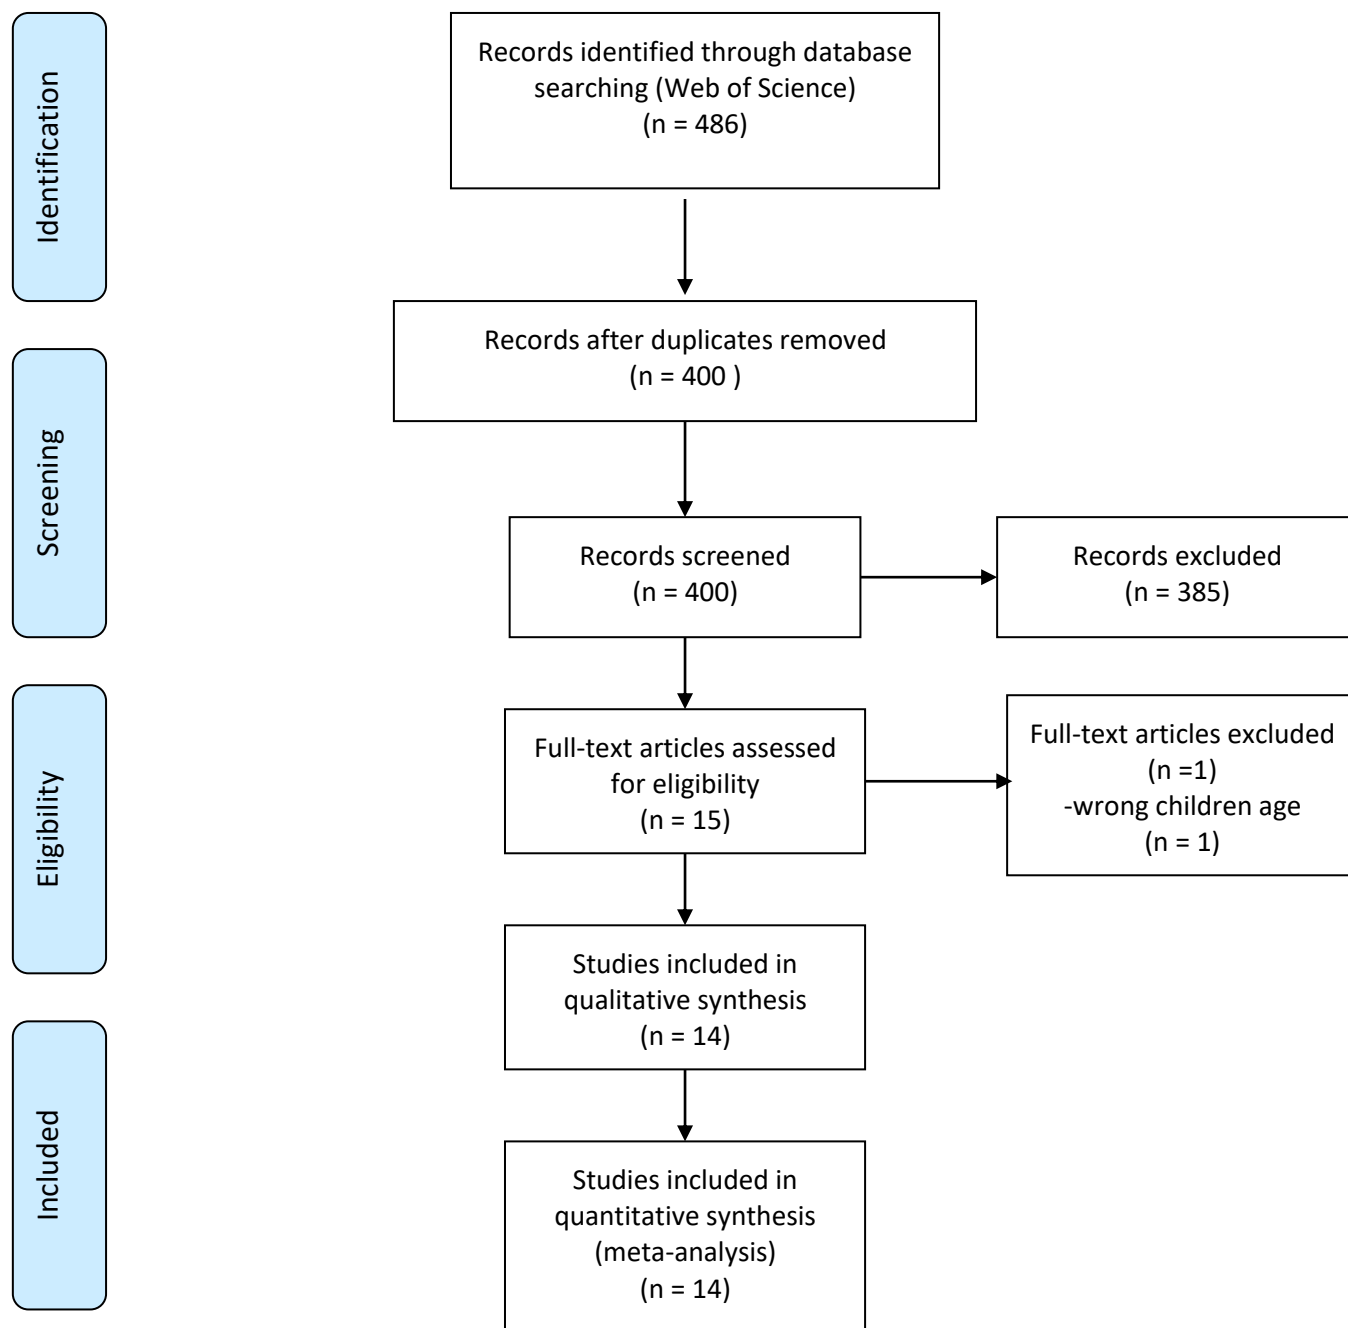 Identification
Records identified through database
searching (Web of Science)
(n = 486)
Records after duplicates removed
(n = 400 )
Screening
Records screened
(n = 400)
Records excluded
(n = 385)
Eligibility
Full-text articles assessed
for eligibility
(n = 15)
Full-text articles excluded
(n =1)
-wrong children age
(n = 1)
Studies included in
qualitative synthesis
(n = 14)
Included
Studies included in
quantitative synthesis
(meta-analysis)
(n = 14)